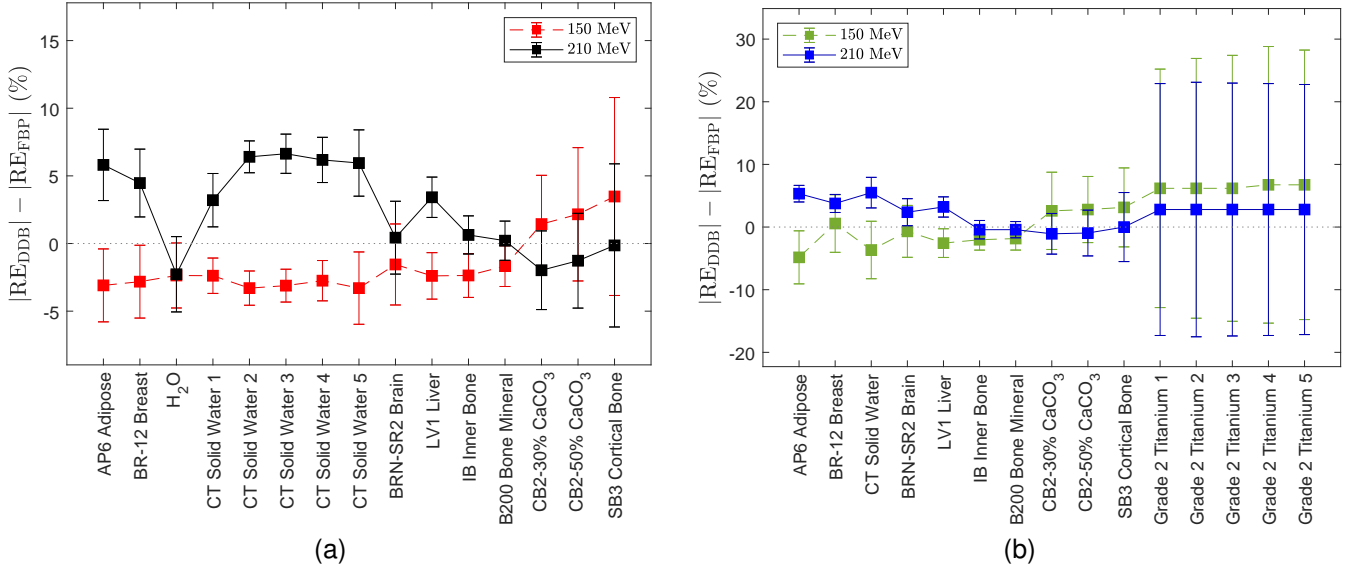 15
10
5
0
-5
|RE_DDB| − |RE_FBP| (%)
150 MeV
210 MeV
AP6 Adipose
BR-12 Breast
H₂O
CT Solid Water 1
CT Solid Water 2
CT Solid Water 3
CT Solid Water 4
CT Solid Water 5
BRN-SR2 Brain
LV1 Liver
IB Inner Bone
B200 Bone Mineral
CB2-30% CaCO₃
CB2-50% CaCO₃
SB3 Cortical Bone
(a)
30
20
10
0
-10
-20
|RE_DDB| − |RE_FBP| (%)
150 MeV
210 MeV
AP6 Adipose
BR-12 Breast
CT Solid Water
BRN-SR2 Brain
LV1 Liver
IB Inner Bone
B200 Bone Mineral
CB2-30% CaCO₃
CB2-50% CaCO₃
SB3 Cortical Bone
Grade 2 Titanium 1
Grade 2 Titanium 2
Grade 2 Titanium 3
Grade 2 Titanium 4
Grade 2 Titanium 5
(b)